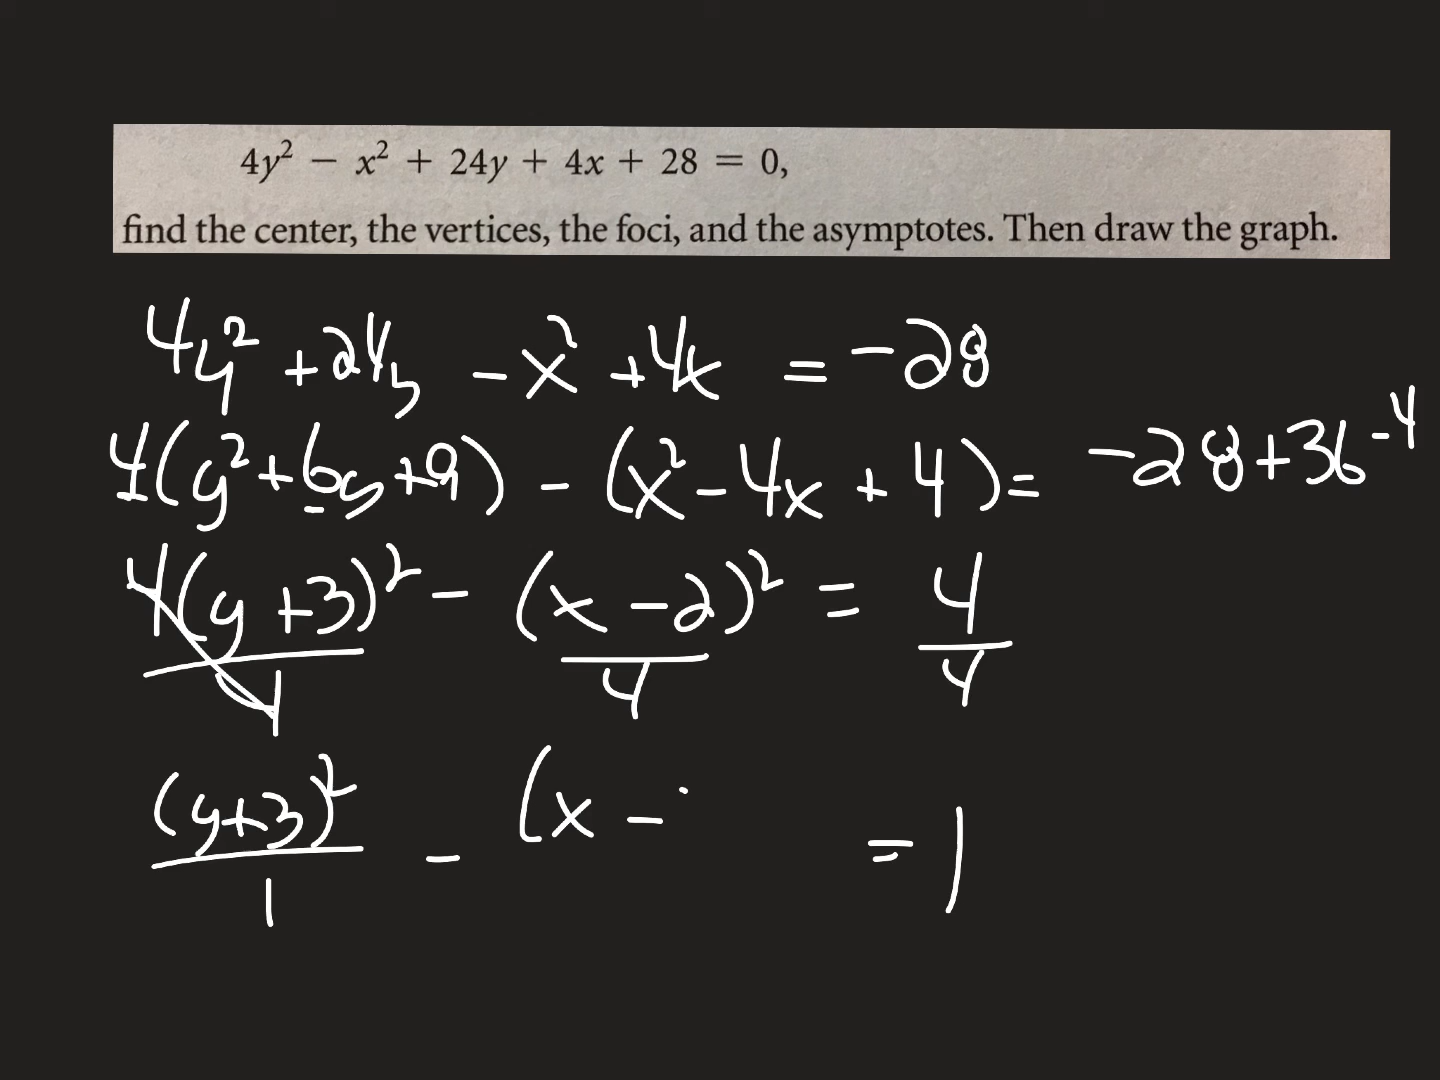 4y² − x² + 24y + 4x + 28 = 0,
find the center, the vertices, the foci, and the asymptotes. Then draw the graph.
4y² + 24y − x² + 4x = −28
4(y² + 6y + 9) − (x² − 4x + 4) = −28 + 36 − 4
4(y + 3)²/4 − (x − 2)²/4 = 4/4
(y + 3)²/1 − (x − = 1